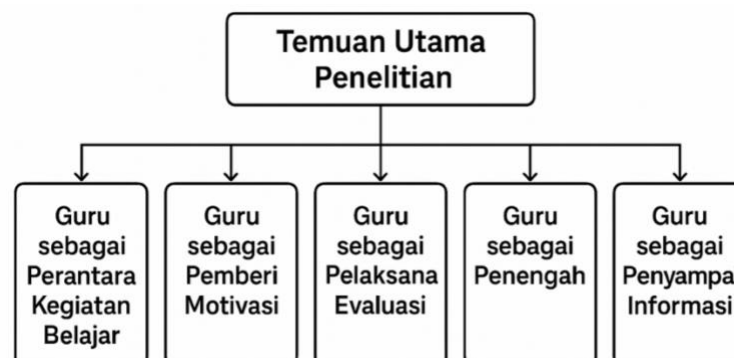 Temuan Utama
Penelitian
Guru
sebagai
Perantara
Kegiatan
Belajar
Guru
sebagai
Pemberi
Motivasi
Guru
sebagai
Pelaksana
Evaluasi
Guru
sebagai
Penengah
Guru
sebagai
Penyampa
Informasi